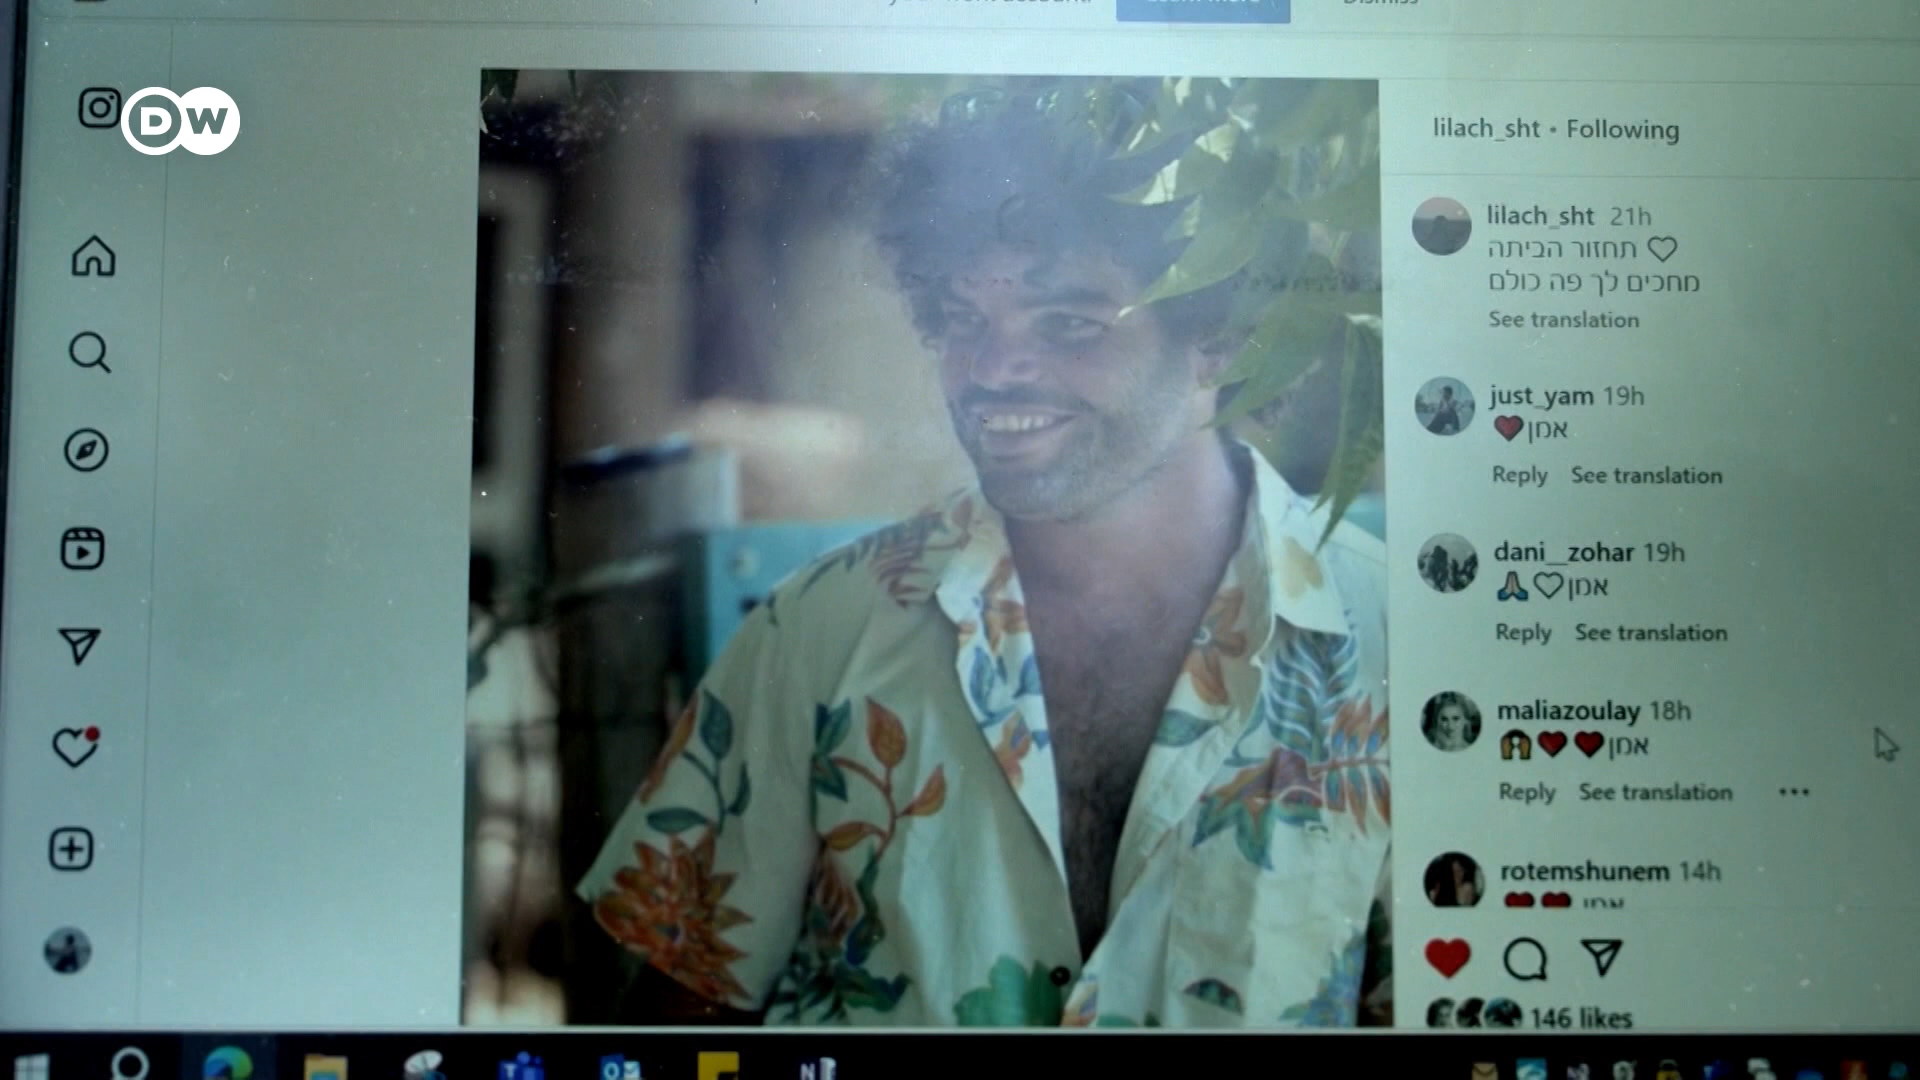 DW
lilach_sht • Following
lilach_sht 21h
תחזור הביתה
מחכים לך פה כולם
See translation
just_yam 19h
אמן
Reply See translation
dani__zohar 19h
אמן
Reply See translation
maliazoulay 18h
אמן
Reply See translation
rotemshunem 14h
אמן
146 likes